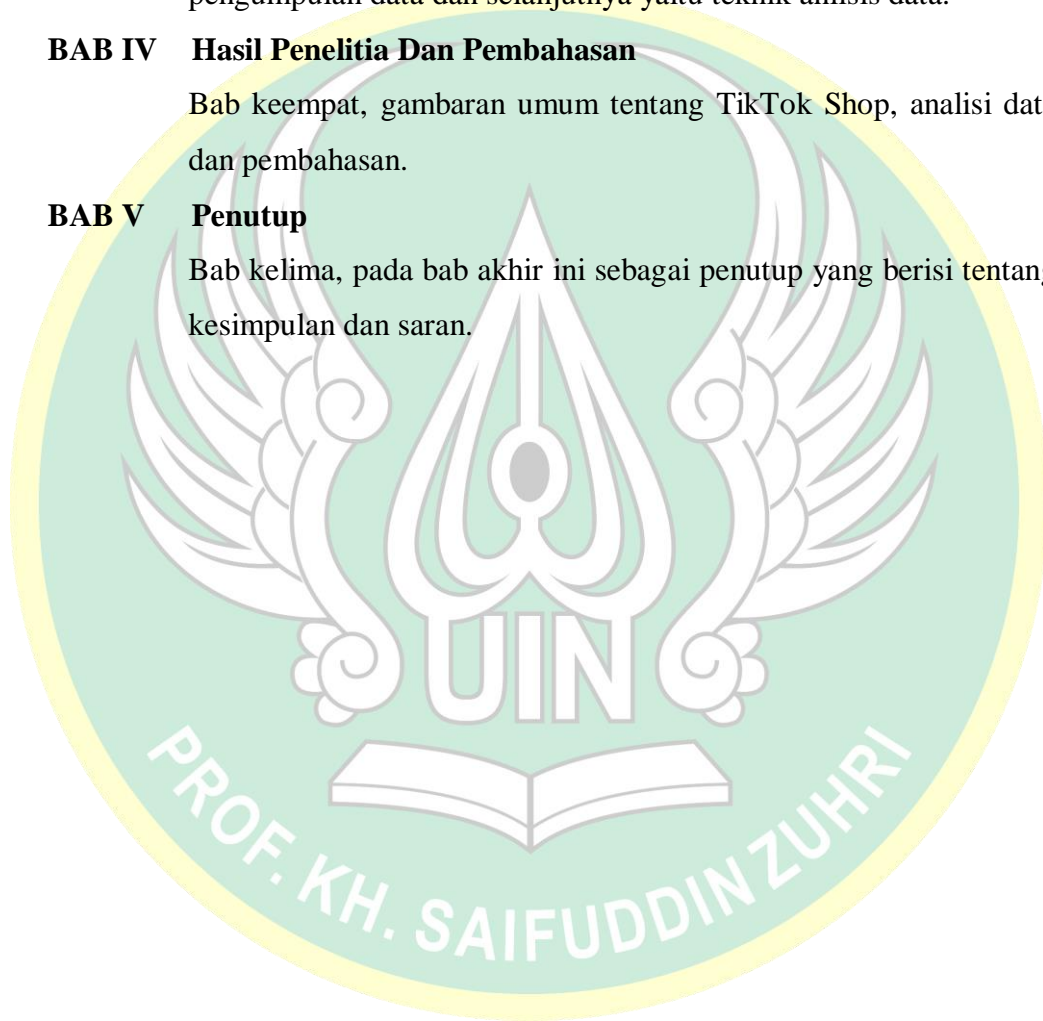 pengumpulan data dan selanjutnya yaitu teknik anlisis data.
BAB IV Hasil Penelitia Dan Pembahasan
Bab keempat, gambaran umum tentang TikTok Shop, analisi dat
dan pembahasan.
BAB V Penutup
Bab kelima, pada bab akhir ini sebagai penutup yang berisi tentang
kesimpulan dan saran.
UIN
PROF. KH. SAIFUDDIN ZUHRI